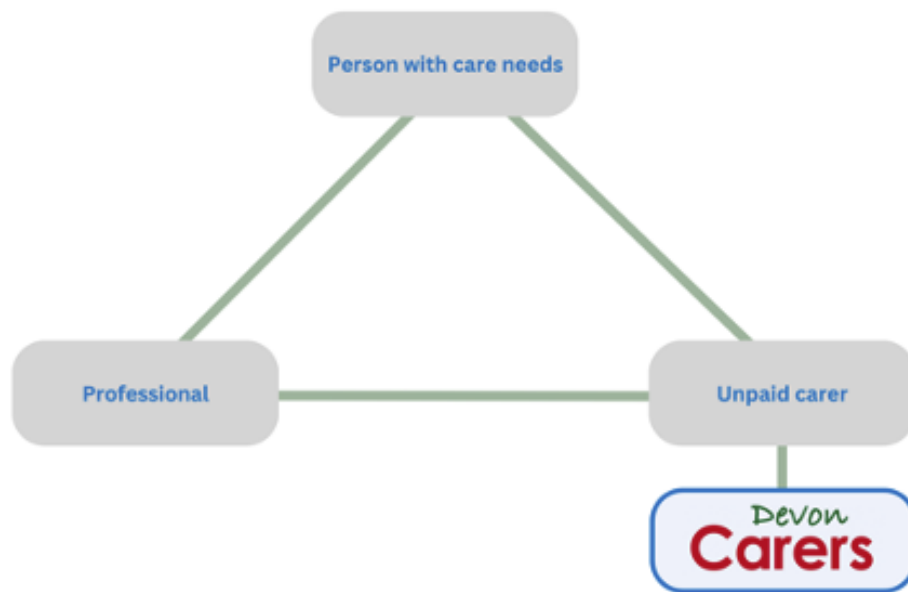 Person with care needs
Professional
Unpaid carer
Devon
Carers